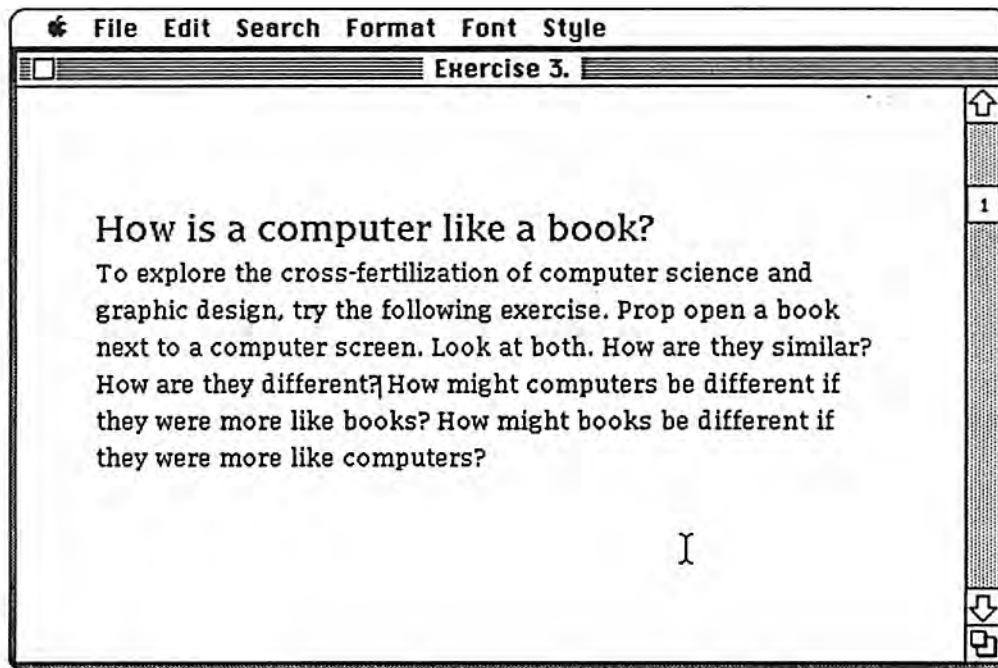 File Edit Search Format Font Style
Exercise 3.
1
How is a computer like a book?
To explore the cross-fertilization of computer science and
graphic design, try the following exercise. Prop open a book
next to a computer screen. Look at both. How are they similar?
How are they different? How might computers be different if
they were more like books? How might books be different if
they were more like computers?